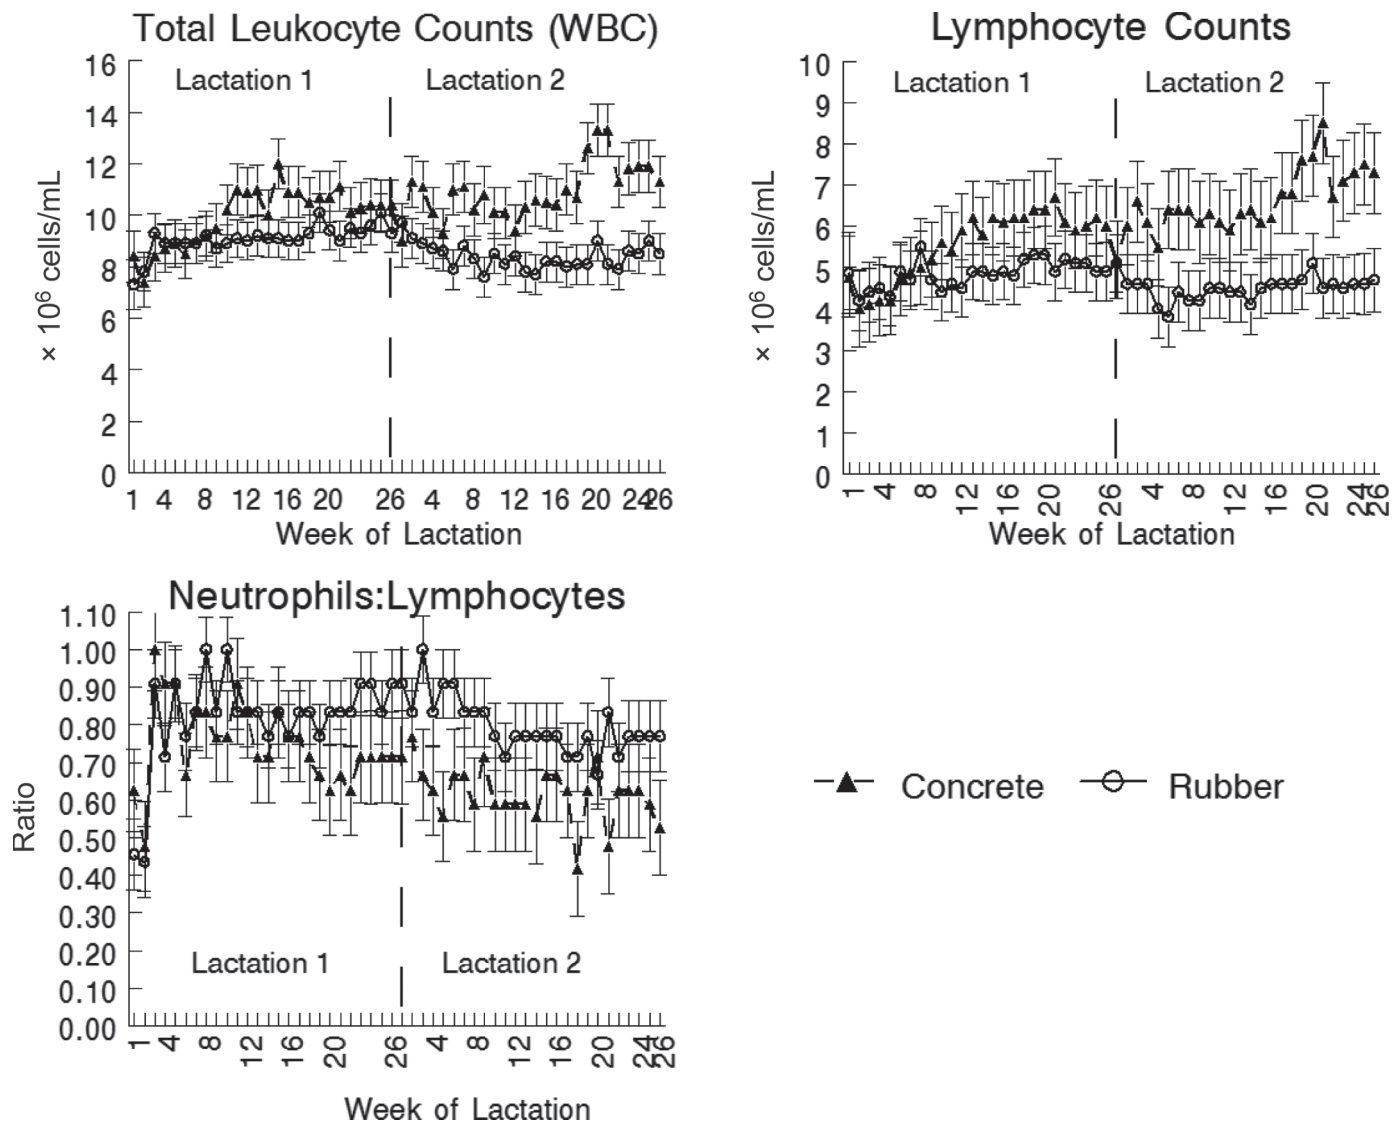 Total Leukocyte Counts (WBC)
Lactation 1
Lactation 2
16
14
12
10
8
6
4
2
0
× 10⁶ cells/mL
1 4 8 12 16 20 26 4 8 12 16 20 24 26
Week of Lactation
Lymphocyte Counts
Lactation 1
Lactation 2
10
9
8
7
6
5
4
3
2
1
0
× 10⁶ cells/mL
1 4 8 12 16 20 26 4 8 12 16 20 24 26
Week of Lactation
Neutrophils:Lymphocytes
1.10
1.00
0.90
0.80
0.70
0.60
0.50
0.40
0.30
0.20
0.10
0.00
Ratio
Lactation 1
Lactation 2
1 4 8 12 16 20 26 4 8 12 16 20 24 26
Week of Lactation
Concrete
Rubber